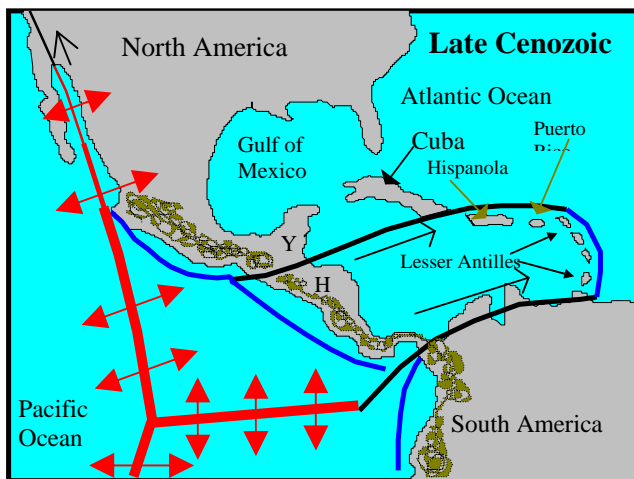 North America
Late Cenozoic
Atlantic Ocean
Gulf of
Mexico
Cuba
Puerto
Hispanola
Y
Lesser Antilles
H
Pacific
Ocean
South America